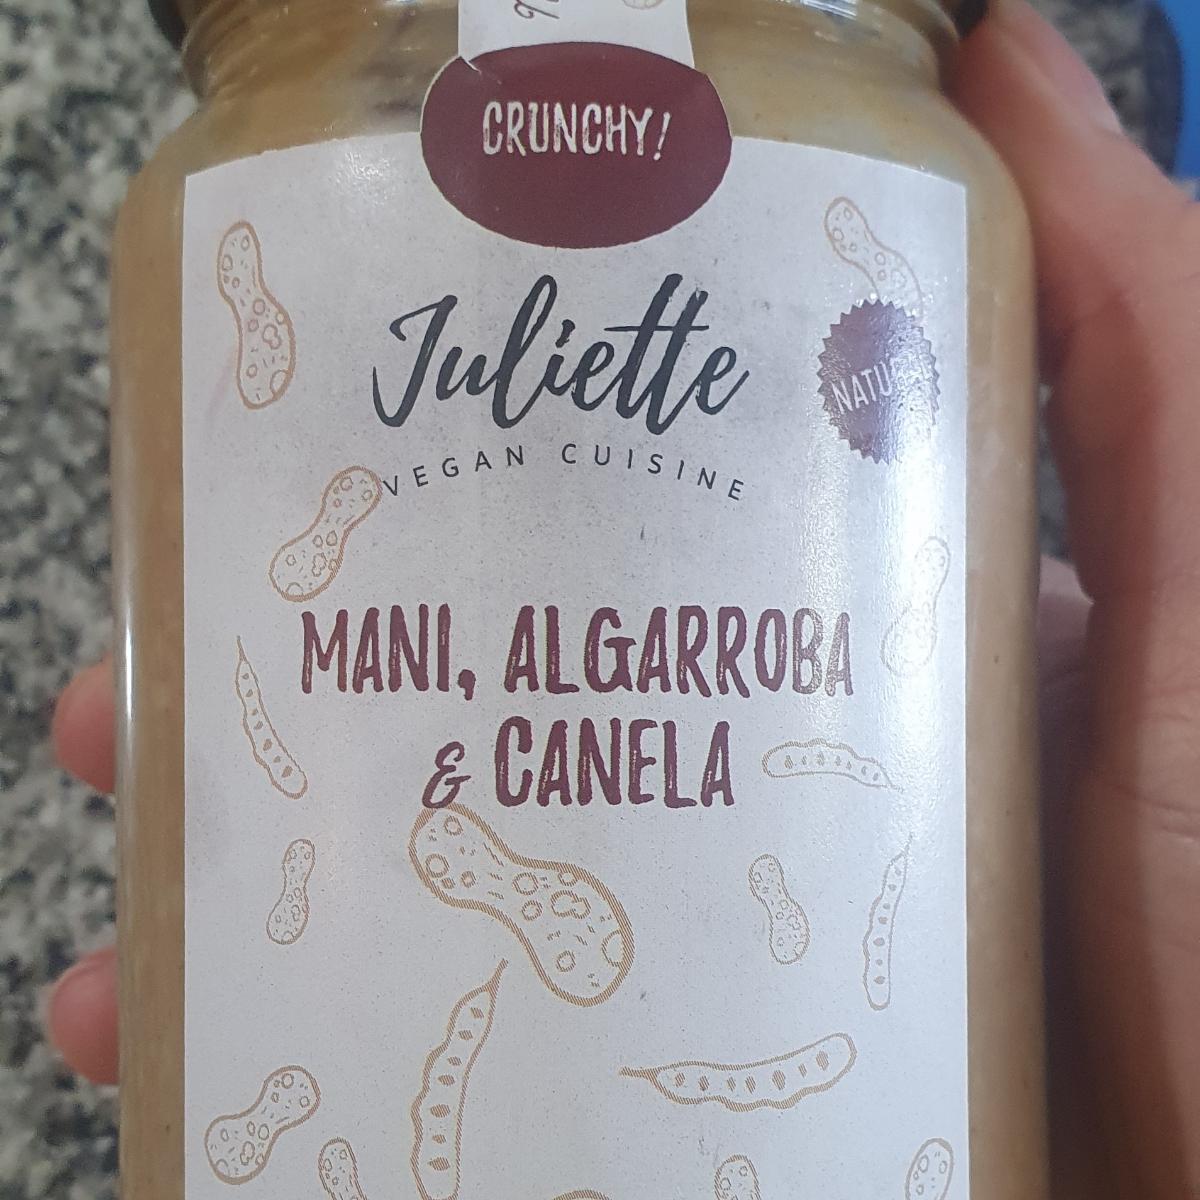 CRUNCHY!
Juliette
VEGAN CUISINE
MANI, ALGARROBA
& CANELA